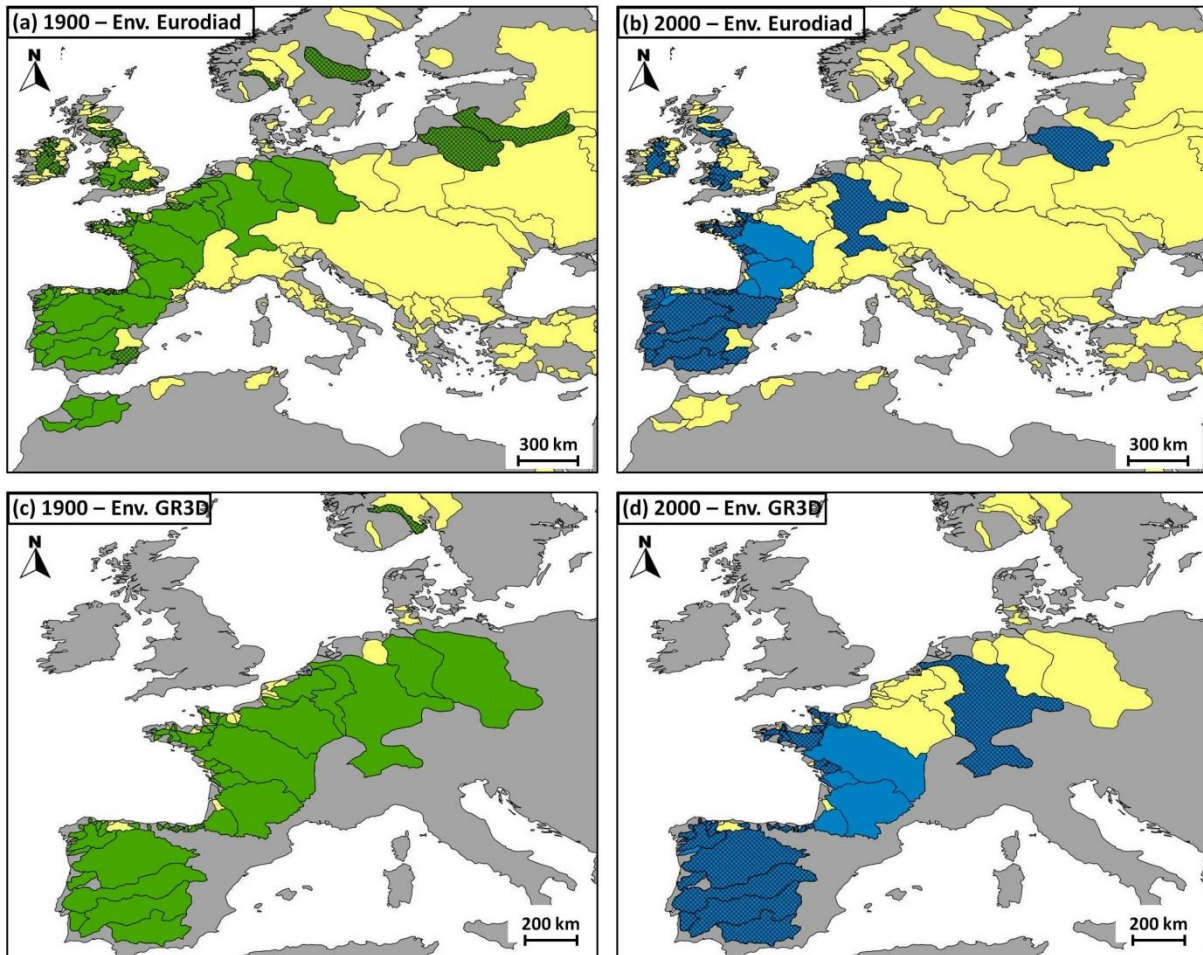 (a) 1900 – Env. Eurodiad
N
300 km
(b) 2000 – Env. Eurodiad
N
300 km
(c) 1900 – Env. GR3D
N
200 km
(d) 2000 – Env. GR3D
N
200 km